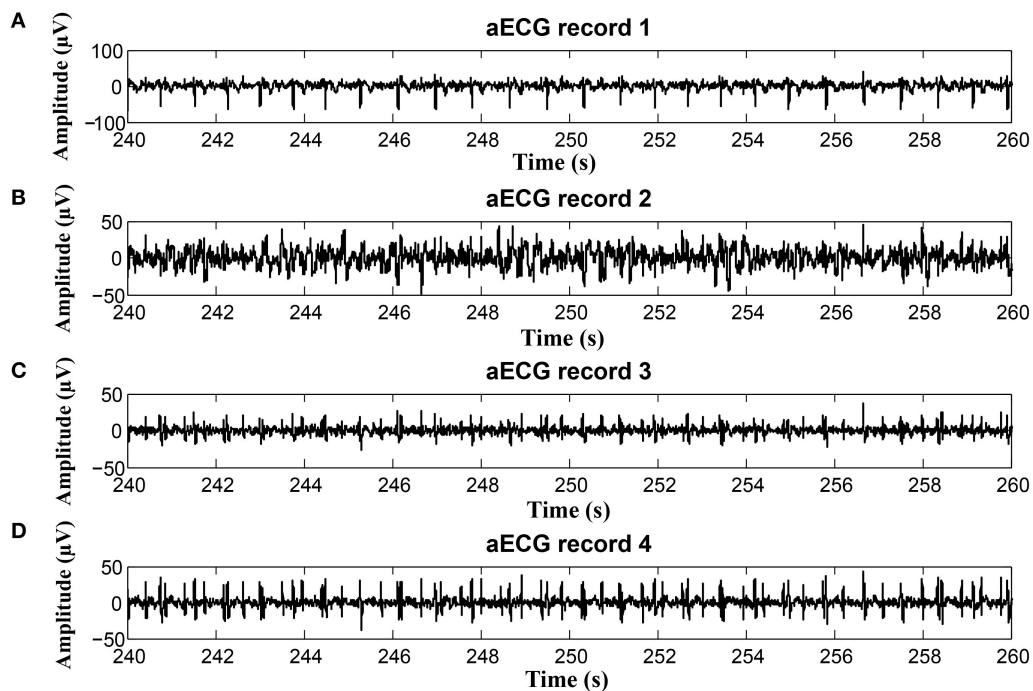 A
aECG record 1
Amplitude (μV)
100
0
−100
240 242 244 246 248 250 252 254 256 258 260
Time (s)
B
aECG record 2
Amplitude (μV)
50
0
−50
240 242 244 246 248 250 252 254 256 258 260
Time (s)
C
aECG record 3
Amplitude (μV)
50
0
−50
240 242 244 246 248 250 252 254 256 258 260
Time (s)
D
aECG record 4
Amplitude (μV)
50
0
−50
240 242 244 246 248 250 252 254 256 258 260
Time (s)